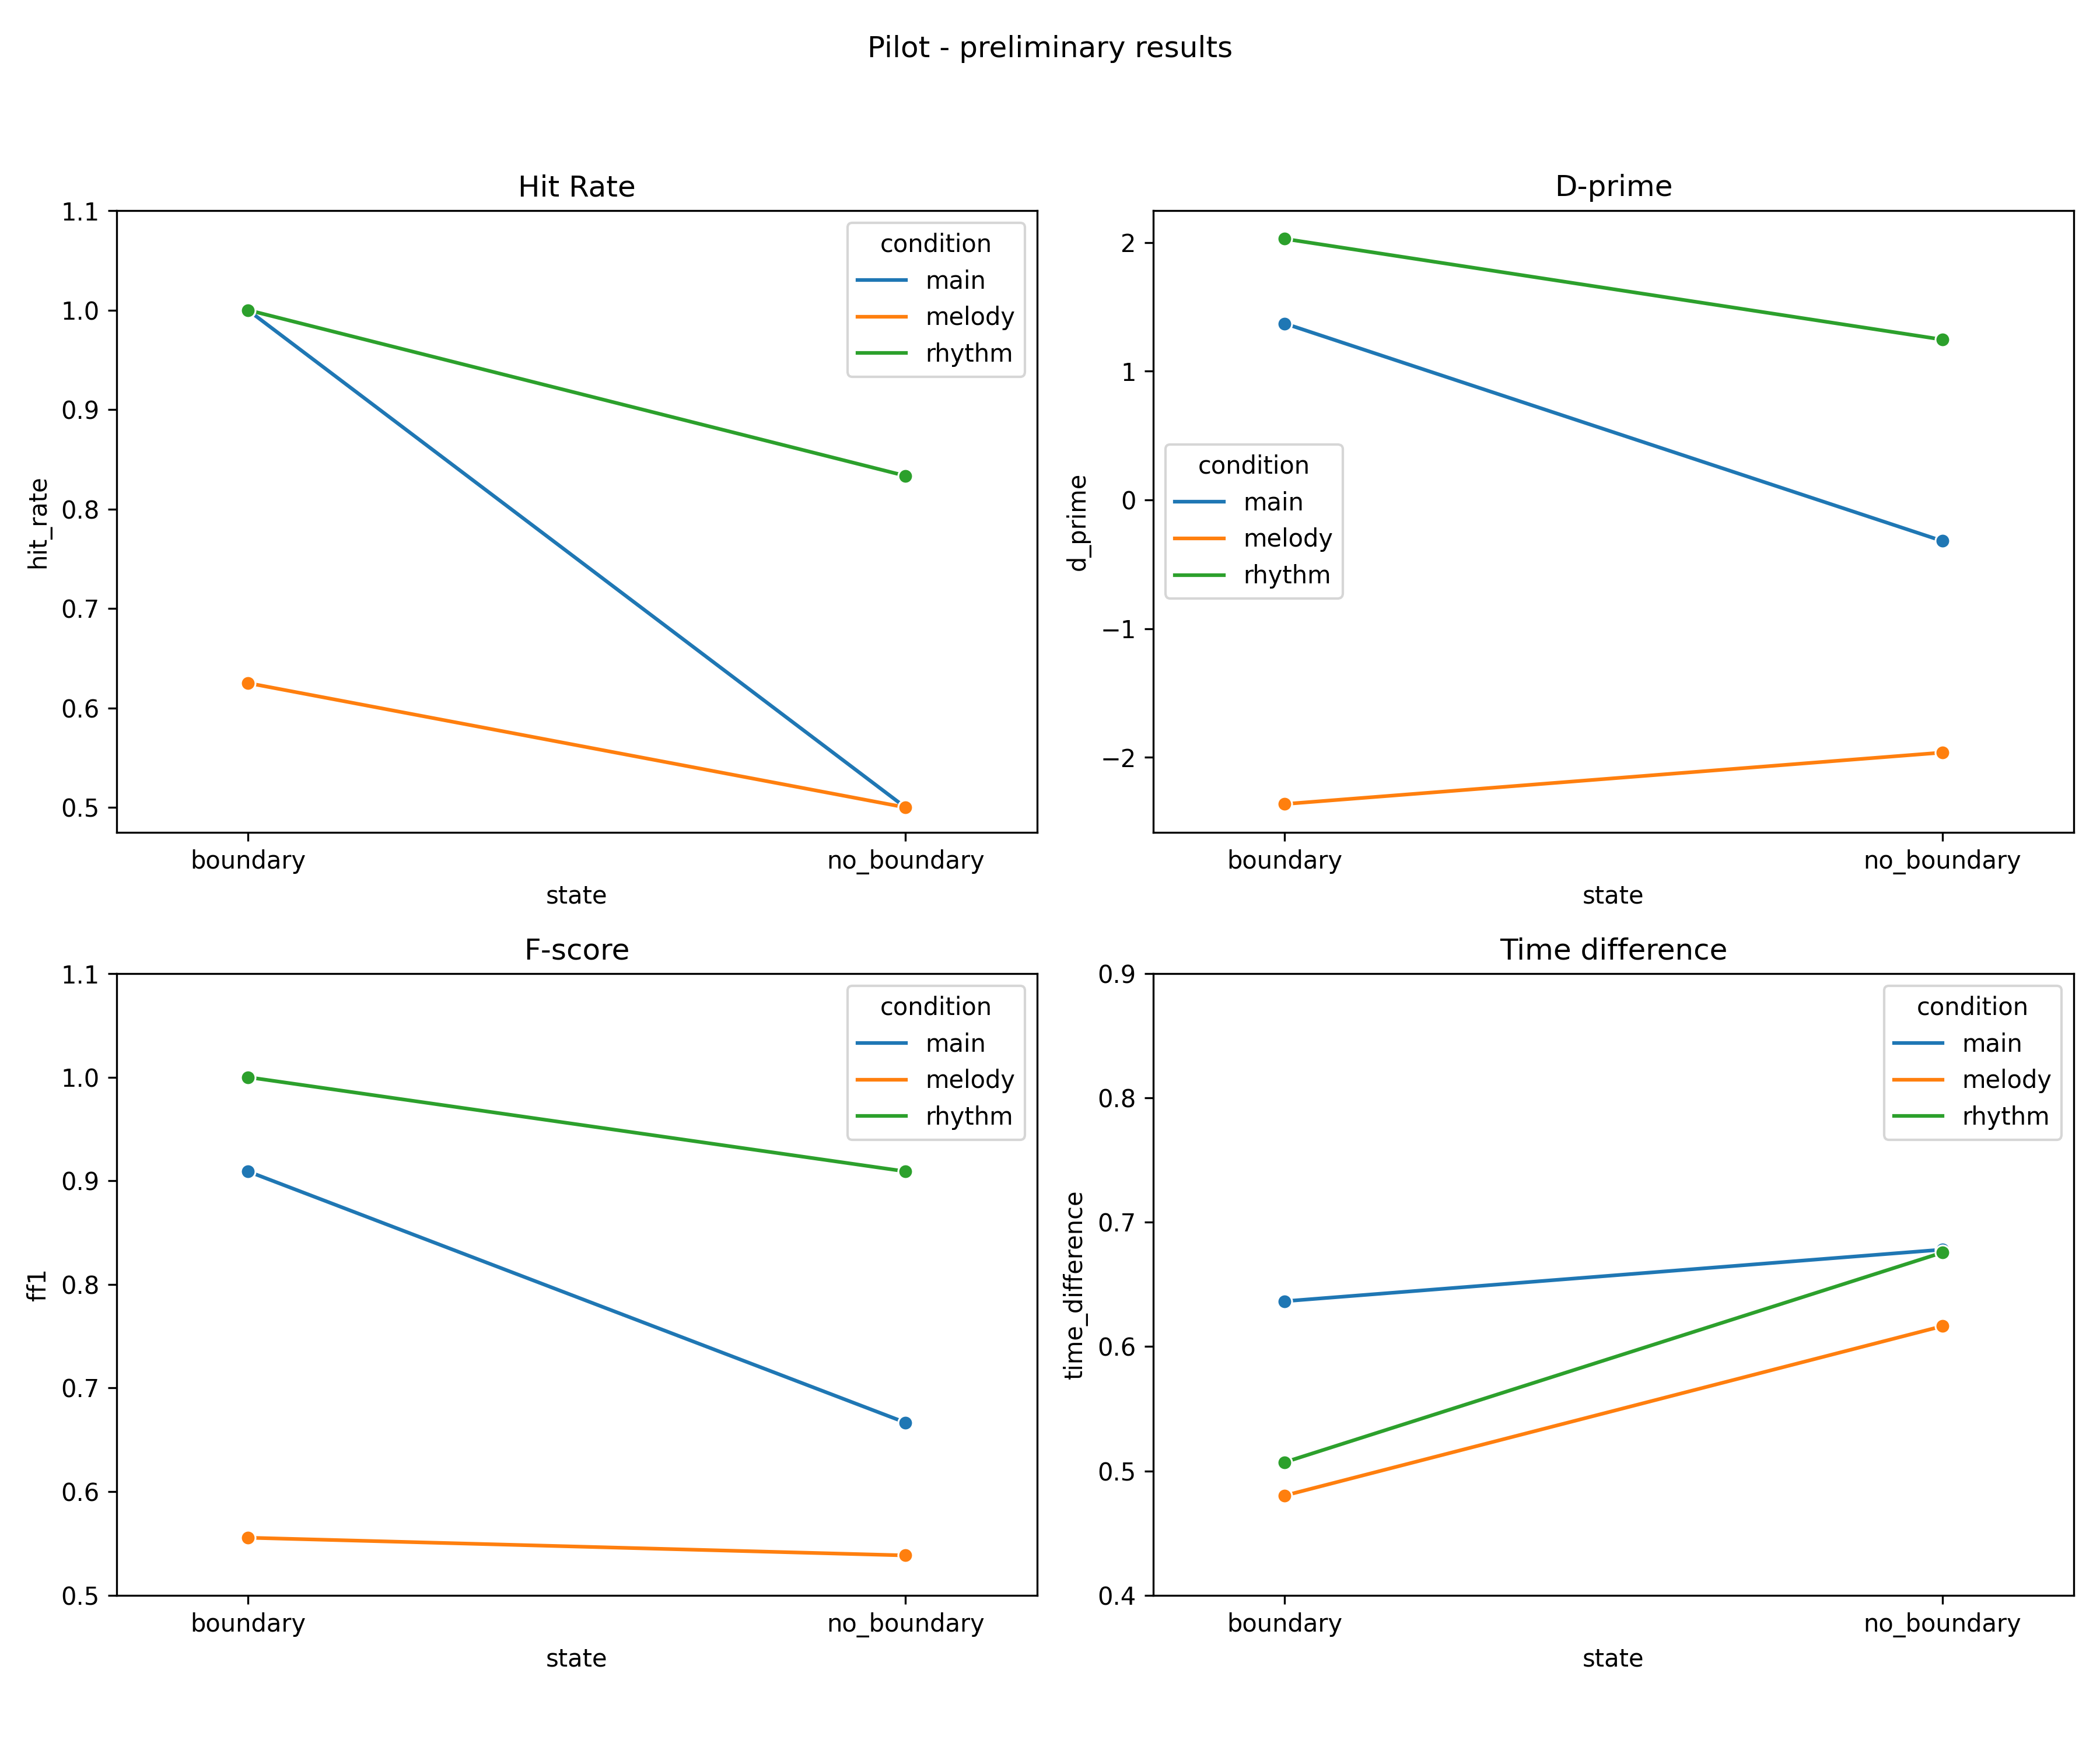 Pilot - preliminary results
Hit Rate
1.1
1.0
0.9
0.8
0.7
0.6
0.5
hit_rate
condition
main
melody
rhythm
boundary
no_boundary
state
D-prime
2
1
0
−1
−2
d_prime
condition
main
melody
rhythm
boundary
no_boundary
state
F-score
1.1
1.0
0.9
0.8
0.7
0.6
0.5
ff1
condition
main
melody
rhythm
boundary
no_boundary
state
Time difference
0.9
0.8
0.7
0.6
0.5
0.4
time_difference
condition
main
melody
rhythm
boundary
no_boundary
state